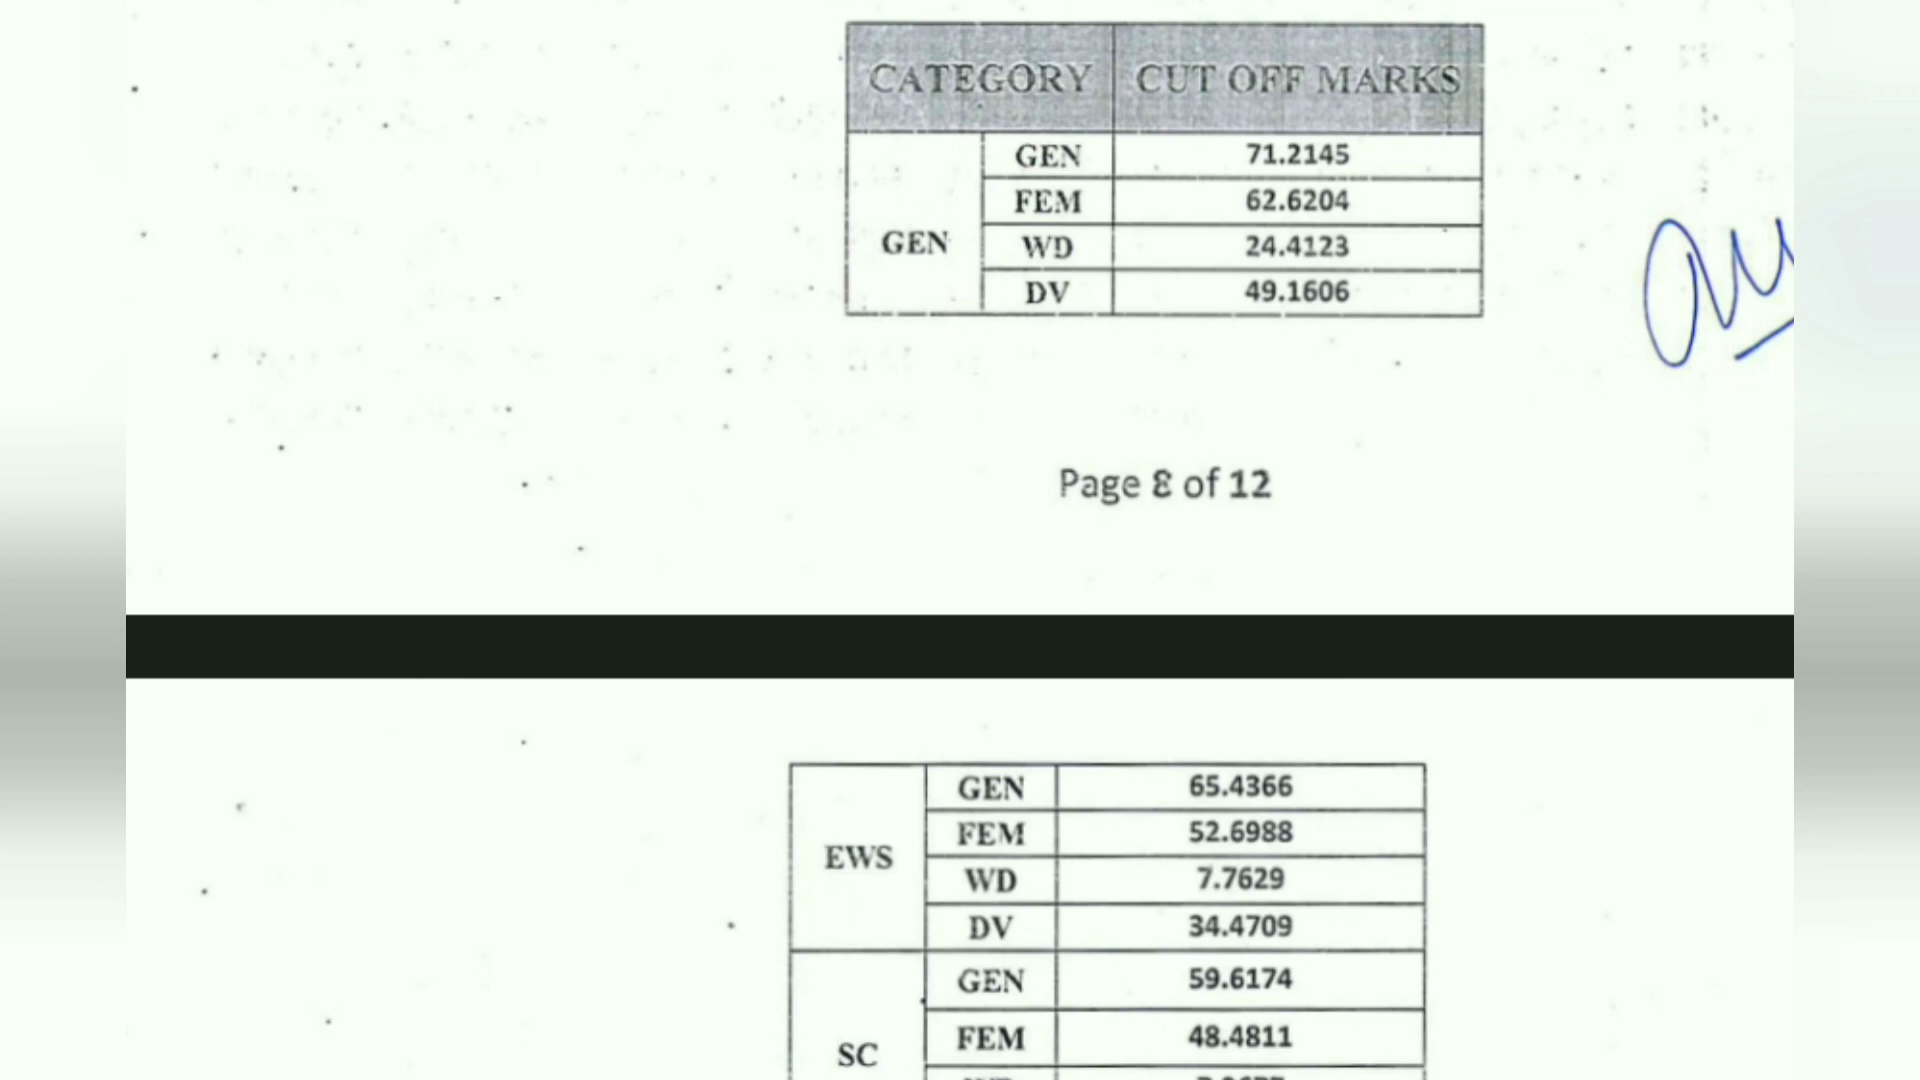 CATEGORY CUT OFF MARKS
GEN 71.2145
FEM 62.6204
GEN
WD 24.4123
DV 49.1606
Page 8 of 12
GEN 65.4366
FEM 52.6988
EWS
WD 7.7629
DV 34.4709
GEN 59.6174
FEM 48.4811
SC